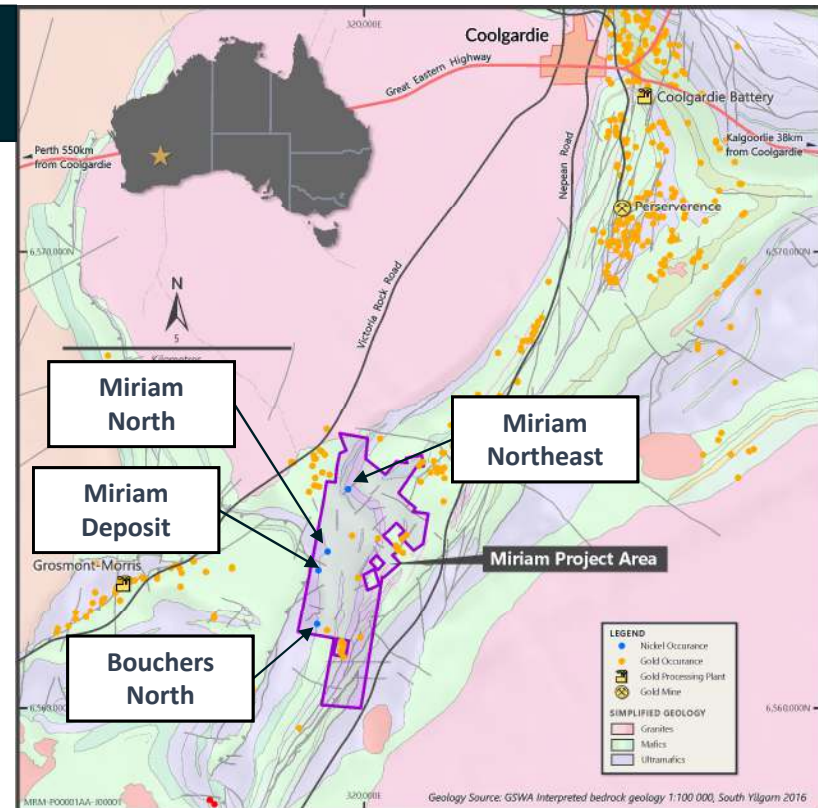 320,000E
Coolgardie
Great Eastern Highway
Coolgardie Battery
Perth 550km
from Coolgardie
Kalgoorlie 38km
from Coolgardie
Nepean Road
Perserverence
6,570,000N
6,570,000N
N
Victoria Rock Road
5
Kilometres
Miriam
North
Miriam
Northeast
Miriam
Deposit
Grosmont-Morris
Miriam Project Area
Bouchers
North
LEGEND
Nickel Occurance
Gold Occurance
Gold Processing Plant
Gold Mine
SIMPLIFIED GEOLOGY
Granites
Mafics
Ultramafics
6,560,000N
6,560,000N
MRM-P00001AA-J00001
320,000E
Geology Source: GSWA Interpreted bedrock geology 1:100 000, South Yilgarn 2016